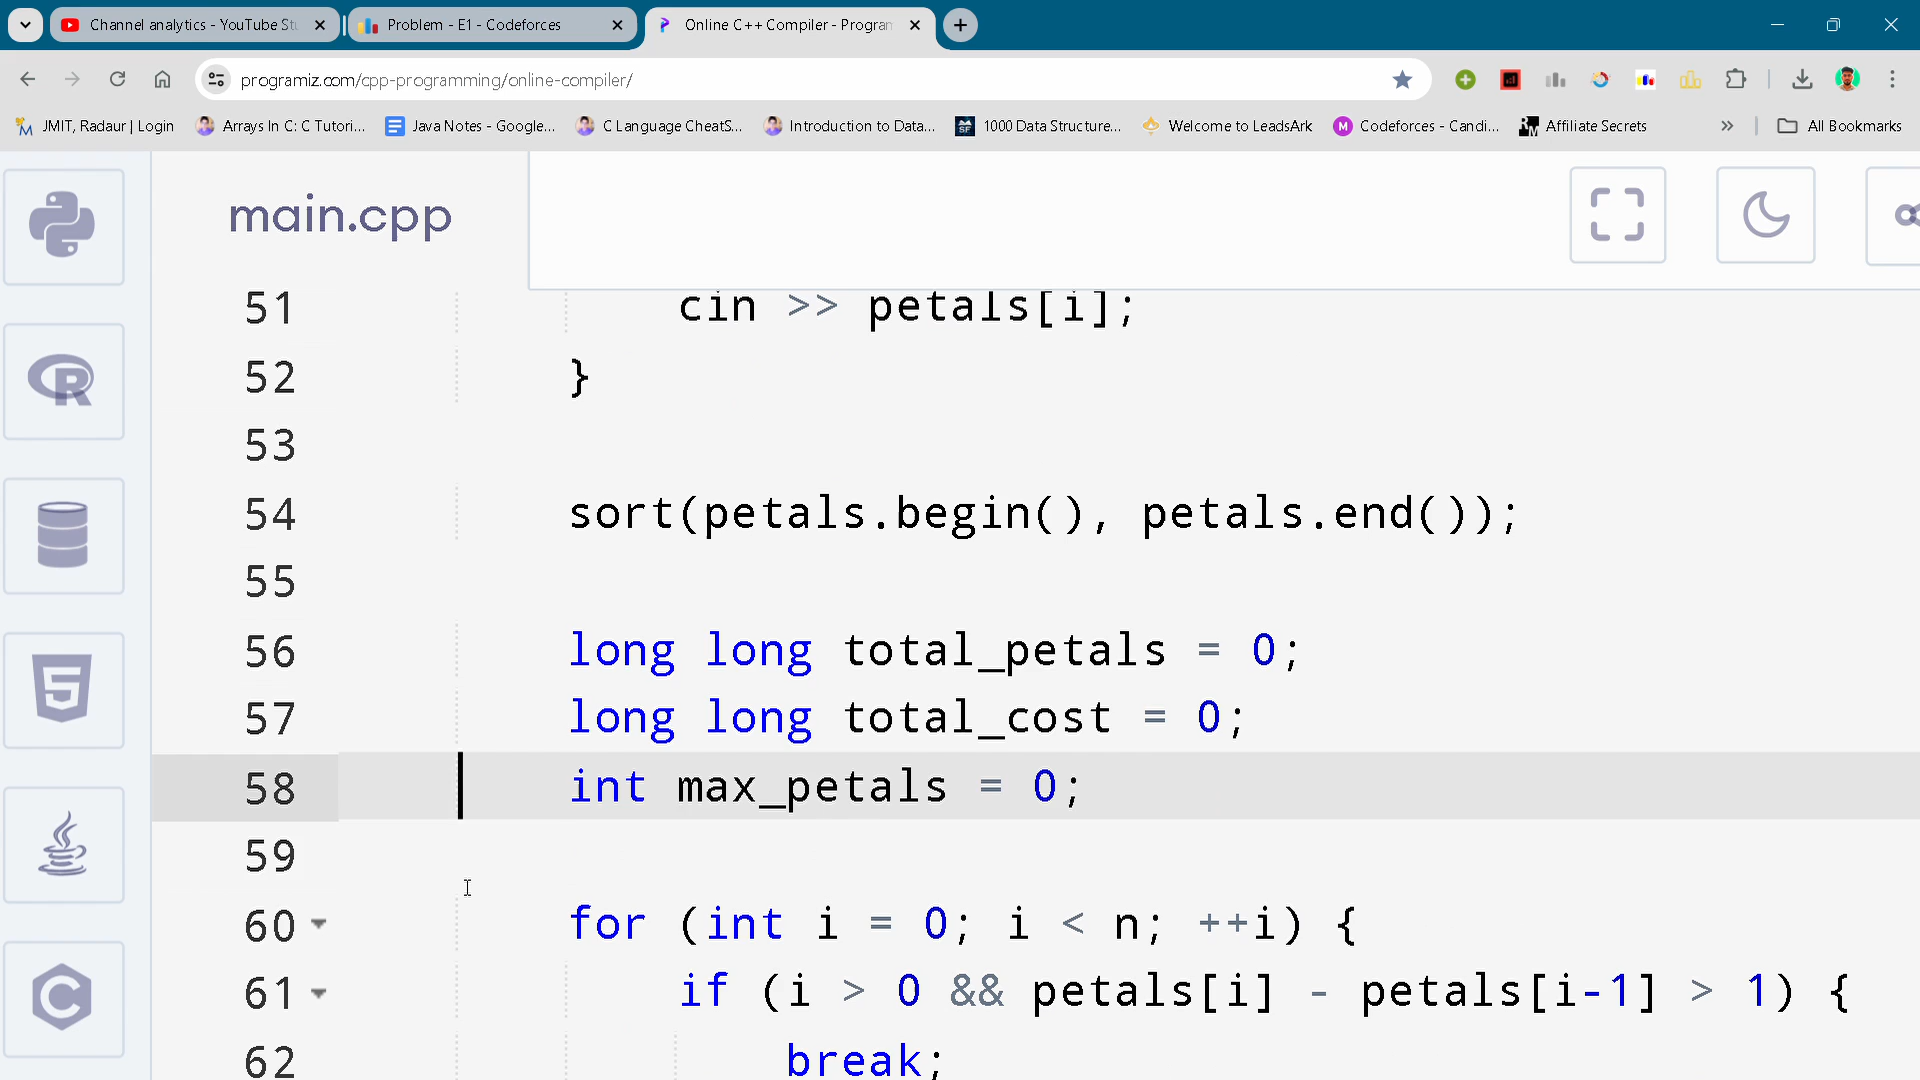 Channel analytics - YouTube St
Problem - E1 - Codeforces
Online C++ Compiler - Program
programiz.com/cpp-programming/online-compiler/
JMIT, Radaur | Login
Arrays In C: C Tutori...
Java Notes - Google...
C Language CheatS...
Introduction to Data...
1000 Data Structure...
Welcome to LeadsArk
Codeforces - Candi...
Affiliate Secrets
All Bookmarks
main.cpp
51 cin >> petals[i];
52 }
53
54 sort(petals.begin(), petals.end());
55
56 long long total_petals = 0;
57 long long total_cost = 0;
58 int max_petals = 0;
59
60 for (int i = 0; i < n; ++i) {
61 if (i > 0 && petals[i] - petals[i-1] > 1) {
62 break;